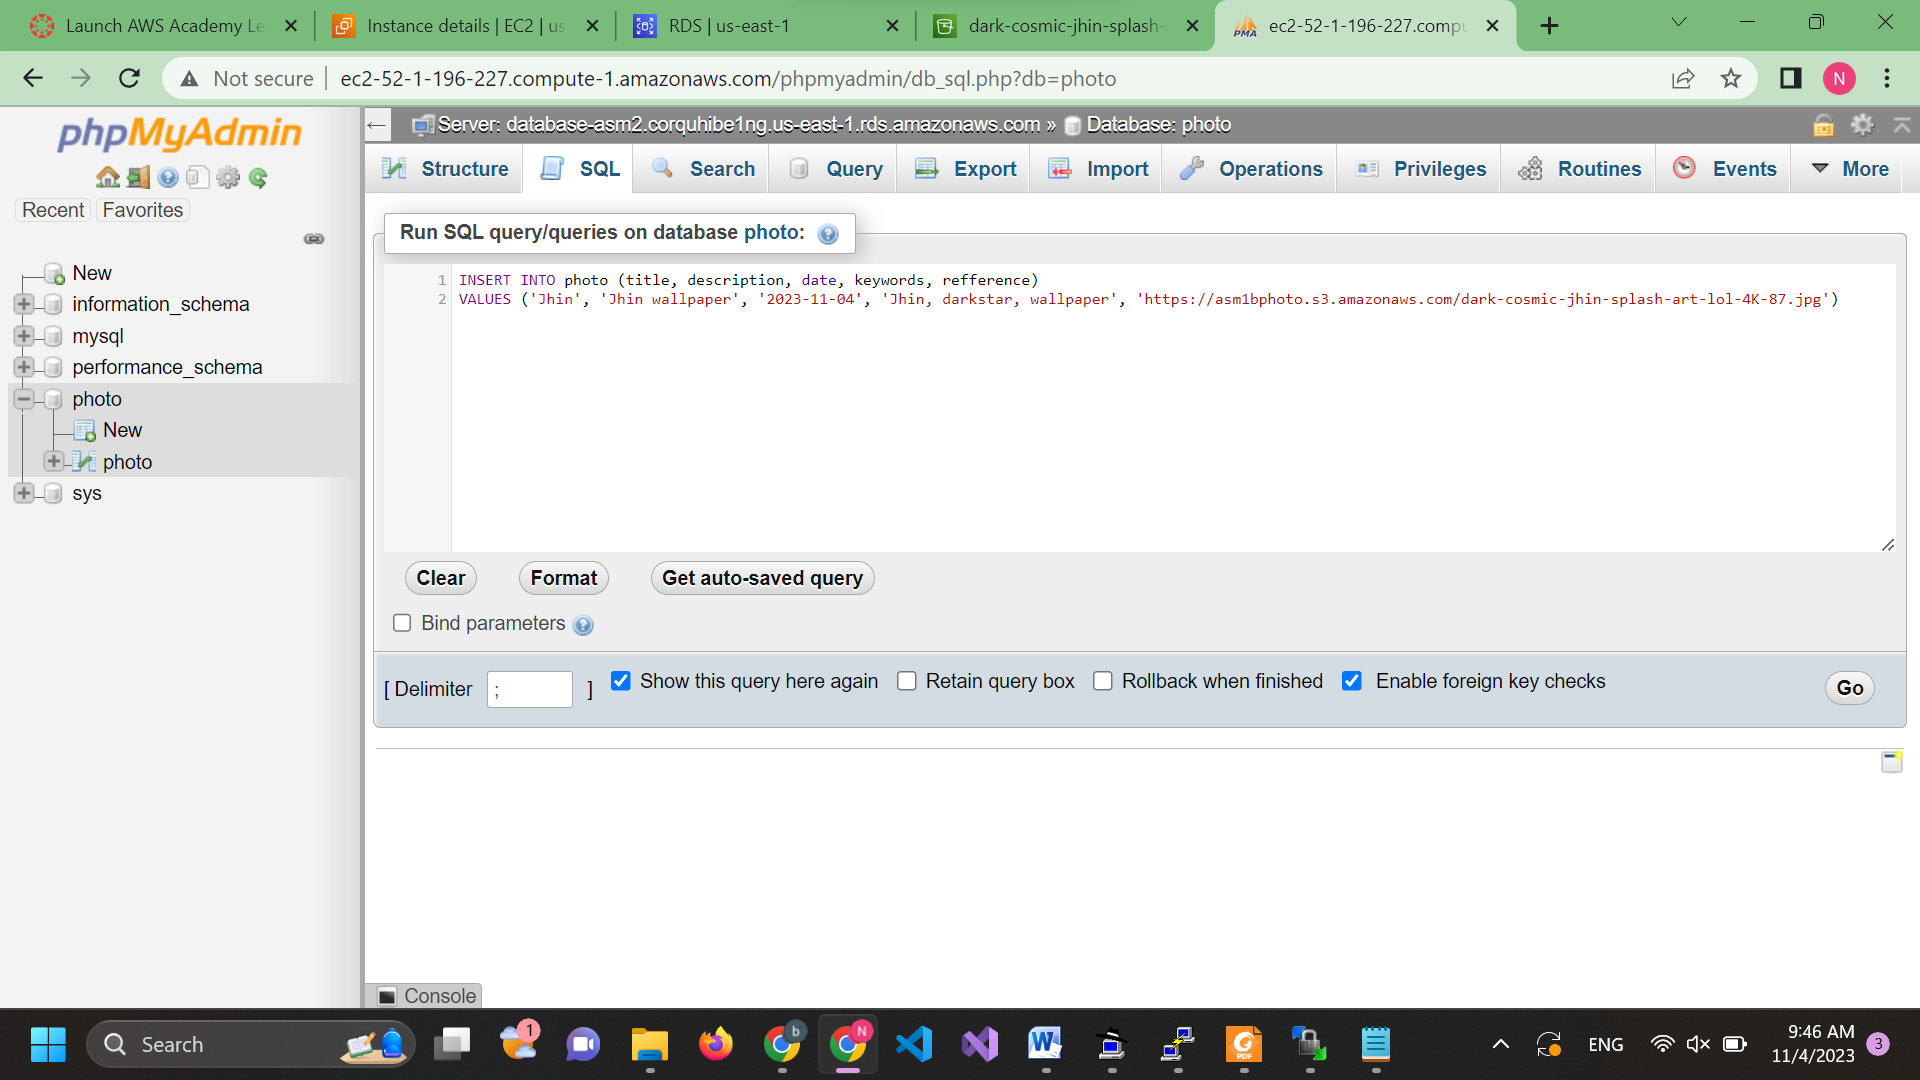 Launch AWS Academy Le
Instance details | EC2 | us
RDS | us-east-1
dark-cosmic-jhin-splash-
PMA
ec2-52-1-196-227.compu
Not secure
ec2-52-1-196-227.compute-1.amazonaws.com/phpmyadmin/db_sql.php?db=photo
N
phpMyAdmin
Recent
Favorites
New
information_schema
mysql
performance_schema
photo
New
photo
sys
Server: database-asm2.corquhibe1ng.us-east-1.rds.amazonaws.com » Database: photo
Structure
SQL
Search
Query
Export
Import
Operations
Privileges
Routines
Events
More
Run SQL query/queries on database photo:
1 INSERT INTO photo (title, description, date, keywords, refference)
2 VALUES ('Jhin', 'Jhin wallpaper', '2023-11-04', 'Jhin, darkstar, wallpaper', 'https://asm1bphoto.s3.amazonaws.com/dark-cosmic-jhin-splash-art-lol-4K-87.jpg')
Clear
Format
Get auto-saved query
Bind parameters
[ Delimiter ; ]
Show this query here again
Retain query box
Rollback when finished
Enable foreign key checks
Go
Console
Search
1
b
N
W
PDF
ENG
9:46 AM
11/4/2023
3